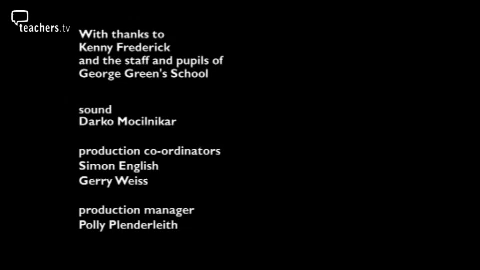 teachers.tv
With thanks to
Kenny Frederick
and the staff and pupils of
George Green's School
sound
Darko Mocilnikar
production co-ordinators
Simon English
Gerry Weiss
production manager
Polly Plenderleith